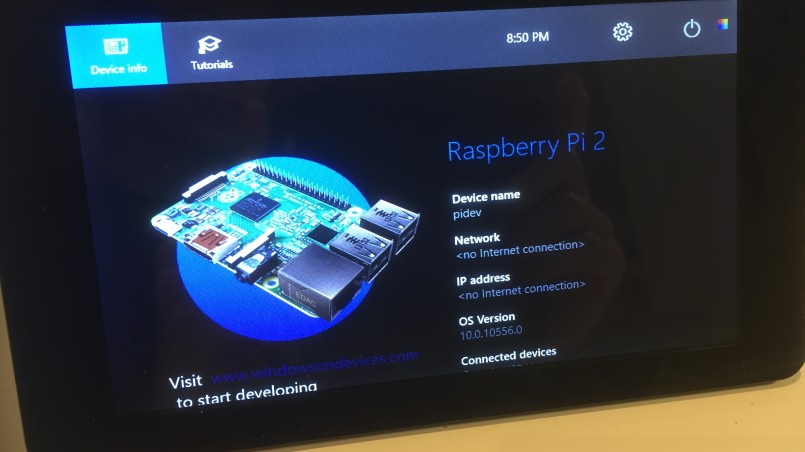 8:50 PM
Device info
Tutorials
Raspberry Pi 2
Device name
pidev
Network
<no Internet connection>
IP address
<no Internet connection>
OS Version
10.0.10556.0
Connected devices
EDAC
Visit www.windowsondevices.com
to start developing